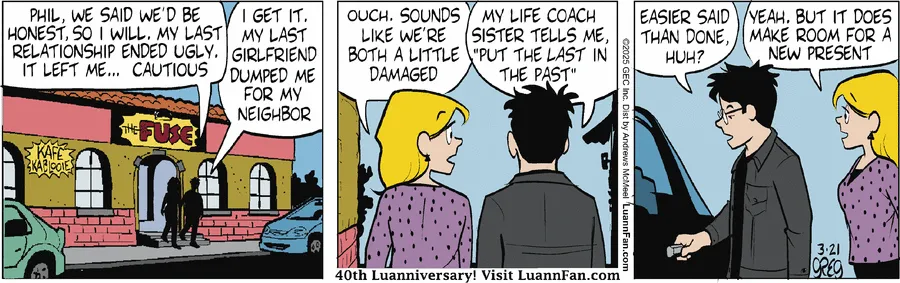 PHIL, WE SAID WE'D BE
HONEST, SO I WILL. MY LAST
RELATIONSHIP ENDED UGLY.
IT LEFT ME... CAUTIOUS
I GET IT.
MY LAST
GIRLFRIEND
DUMPED ME
FOR MY
NEIGHBOR
THE FUSE
KAFE
KABLOOIE
OUCH. SOUNDS
LIKE WE'RE
BOTH A LITTLE
DAMAGED
MY LIFE COACH
SISTER TELLS ME,
"PUT THE LAST IN
THE PAST"
40th Luanniversary! Visit LuannFan.com
©2025 GEC Inc. Dist by Andrews McMeel LuannFan.com
EASIER SAID
THAN DONE,
HUH?
YEAH. BUT IT DOES
MAKE ROOM FOR A
NEW PRESENT
3-21
GREG